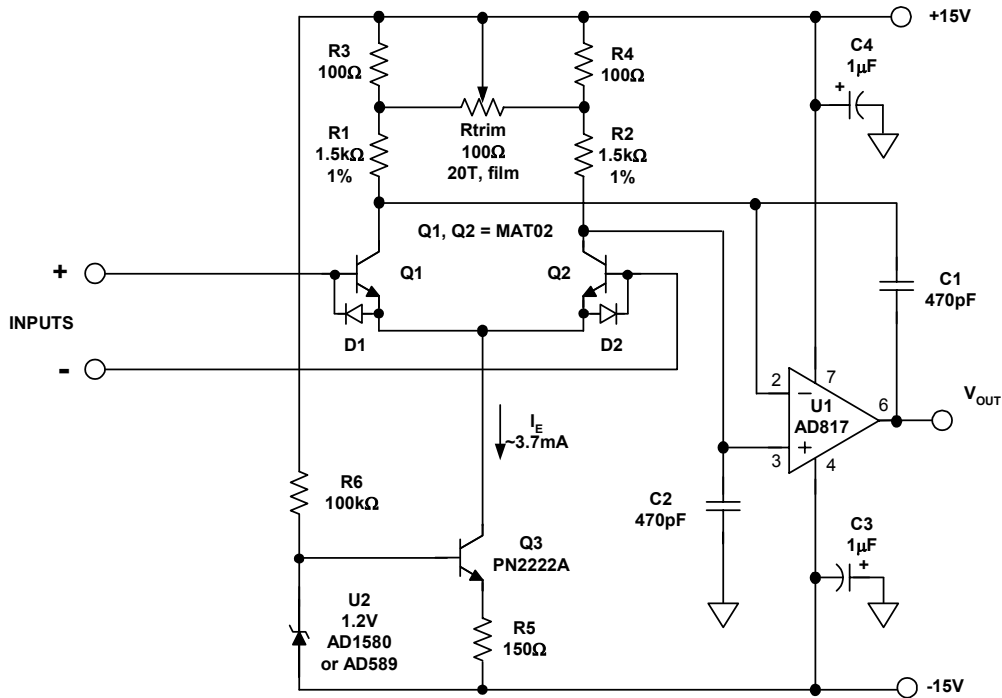 +15V
R3
100Ω
R4
100Ω
C4
1μF
+
Rtrim
100Ω
20T, film
R1
1.5kΩ
1%
R2
1.5kΩ
1%
Q1, Q2 = MAT02
+
Q1
Q2
C1
470pF
INPUTS
D1
D2
-
2
7
−
U1
AD817
6
V_OUT
+
3
4
I_E
~3.7mA
R6
100kΩ
C2
470pF
C3
1μF
+
Q3
PN2222A
U2
1.2V
AD1580
or AD589
R5
150Ω
-15V